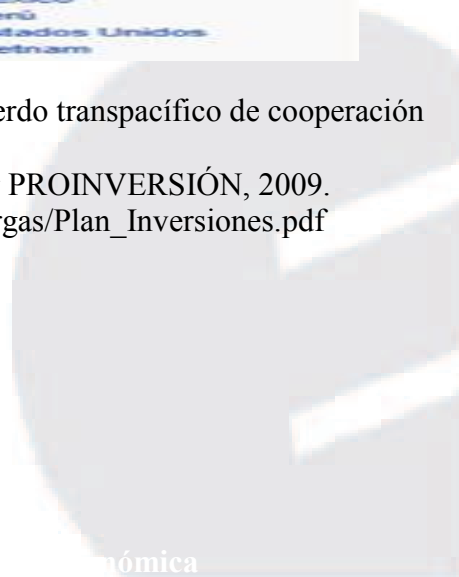 erú
stados Unidos
etnam
erdo transpacífico de cooperación
PROINVERSIÓN, 2009.
rgas/Plan_Inversiones.pdf
nómica